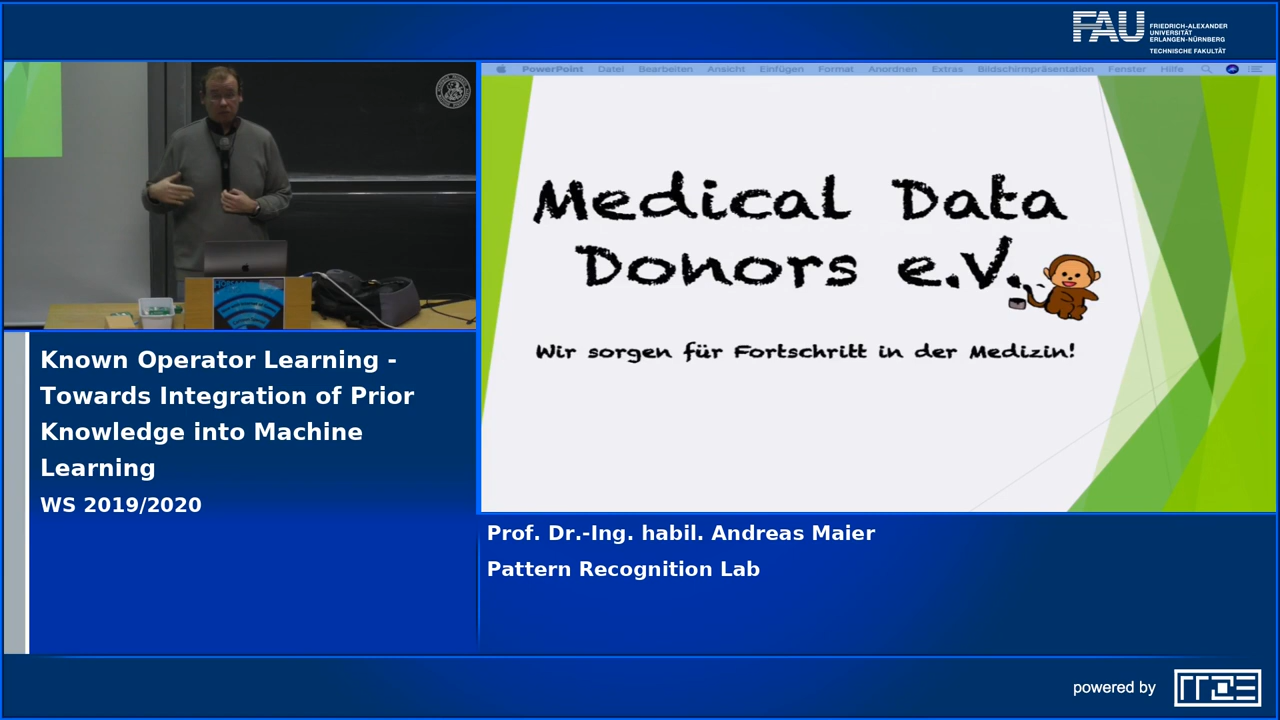 FAU
FRIEDRICH-ALEXANDER
UNIVERSITÄT
ERLANGEN-NÜRNBERG
TECHNISCHE FAKULTÄT
PowerPoint Datei Bearbeiten Ansicht Einfügen Format Anordnen Extras Bildschirmpräsentation Fenster Hilfe
Medical Data
Donors e.V.
Wir sorgen für Fortschritt in der Medizin!
Known Operator Learning -
Towards Integration of Prior
Knowledge into Machine
Learning
WS 2019/2020
Prof. Dr.-Ing. habil. Andreas Maier
Pattern Recognition Lab
powered by